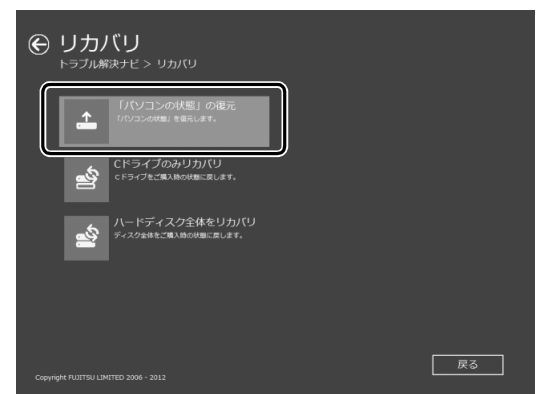 リカバリ
トラブル解決ナビ > リカバリ
「パソコンの状態」の復元
「パソコンの状態」を復元します。
Cドライブのみリカバリ
Cドライブをご購入時の状態に戻します。
ハードディスク全体をリカバリ
ディスク全体をご購入時の状態に戻します。
戻る
Copyright FUJITSU LIMITED 2006 - 2012